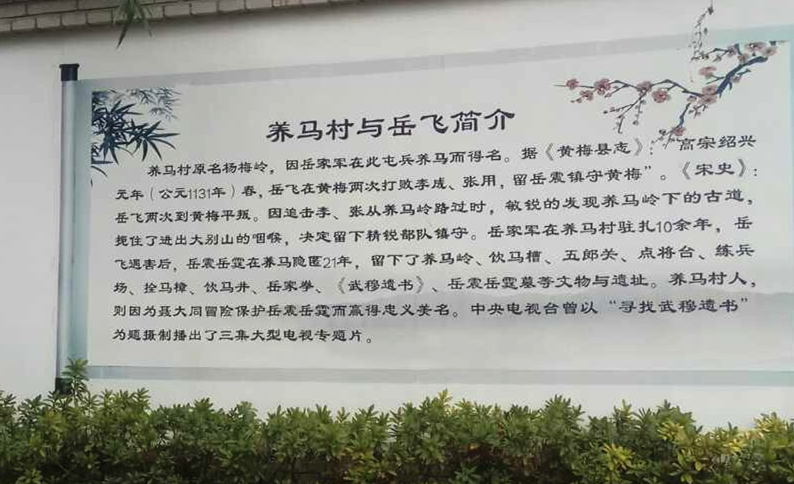 养马村与岳飞简介
养马村原名杨梅岭，因岳家军在此屯兵养马而得名。据《黄梅县志》：“高宗绍兴
元年（公元1131年）春，岳飞在黄梅两次打败李成、张用，留岳震镇守黄梅”。《宋史》：
岳飞两次到黄梅平叛。因追击李、张从养马岭路过时，敏锐的发现养马岭下的古道，
扼住了进出大别山的咽喉，决定留下精锐部队镇守。岳家军在养马村驻扎10余年，岳
飞遇害后，岳震岳霆在养马隐匿21年，留下了养马岭、饮马槽、五郎关、点将台、练兵
场、拴马樟、饮马井、岳家拳、《武穆遗书》、岳震岳霆墓等文物与遗址。养马村人，
则因为聂大同冒险保护岳震岳霆而赢得忠义美名。中央电视台曾以“寻找武穆遗书”
为题摄制播出了三集大型电视专题片。